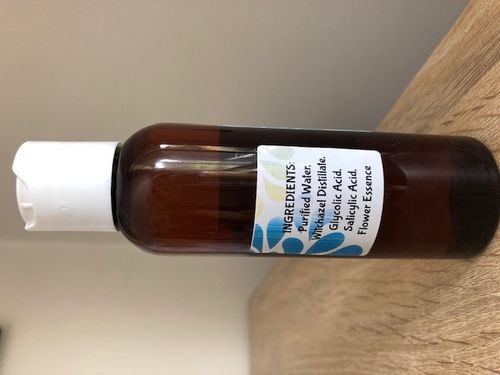 INGREDIENTS:
Purified Water.
Witchazel Distillate.
Glycolic Acid.
Salicylic Acid.
Flower Essence